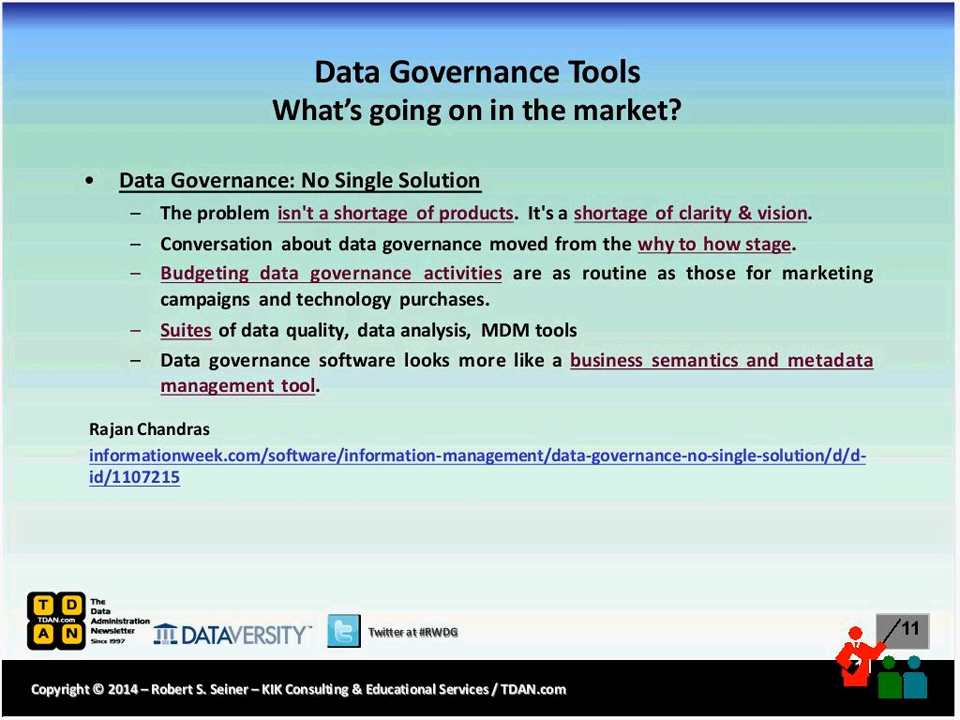 Data Governance Tools
What's going on in the market?
• Data Governance: No Single Solution
– The problem isn't a shortage of products. It's a shortage of clarity & vision.
– Conversation about data governance moved from the why to how stage.
– Budgeting data governance activities are as routine as those for marketing
campaigns and technology purchases.
– Suites of data quality, data analysis, MDM tools
– Data governance software looks more like a business semantics and metadata
management tool.
Rajan Chandras
informationweek.com/software/information-management/data-governance-no-single-solution/d/d-
id/1107215
T D
TDAN.com
A N
The
Data
Administration
Newsletter
Since 1997
DATAVERSITY™
Twitter at #RWDG
11
Copyright © 2014 – Robert S. Seiner – KIK Consulting & Educational Services / TDAN.com